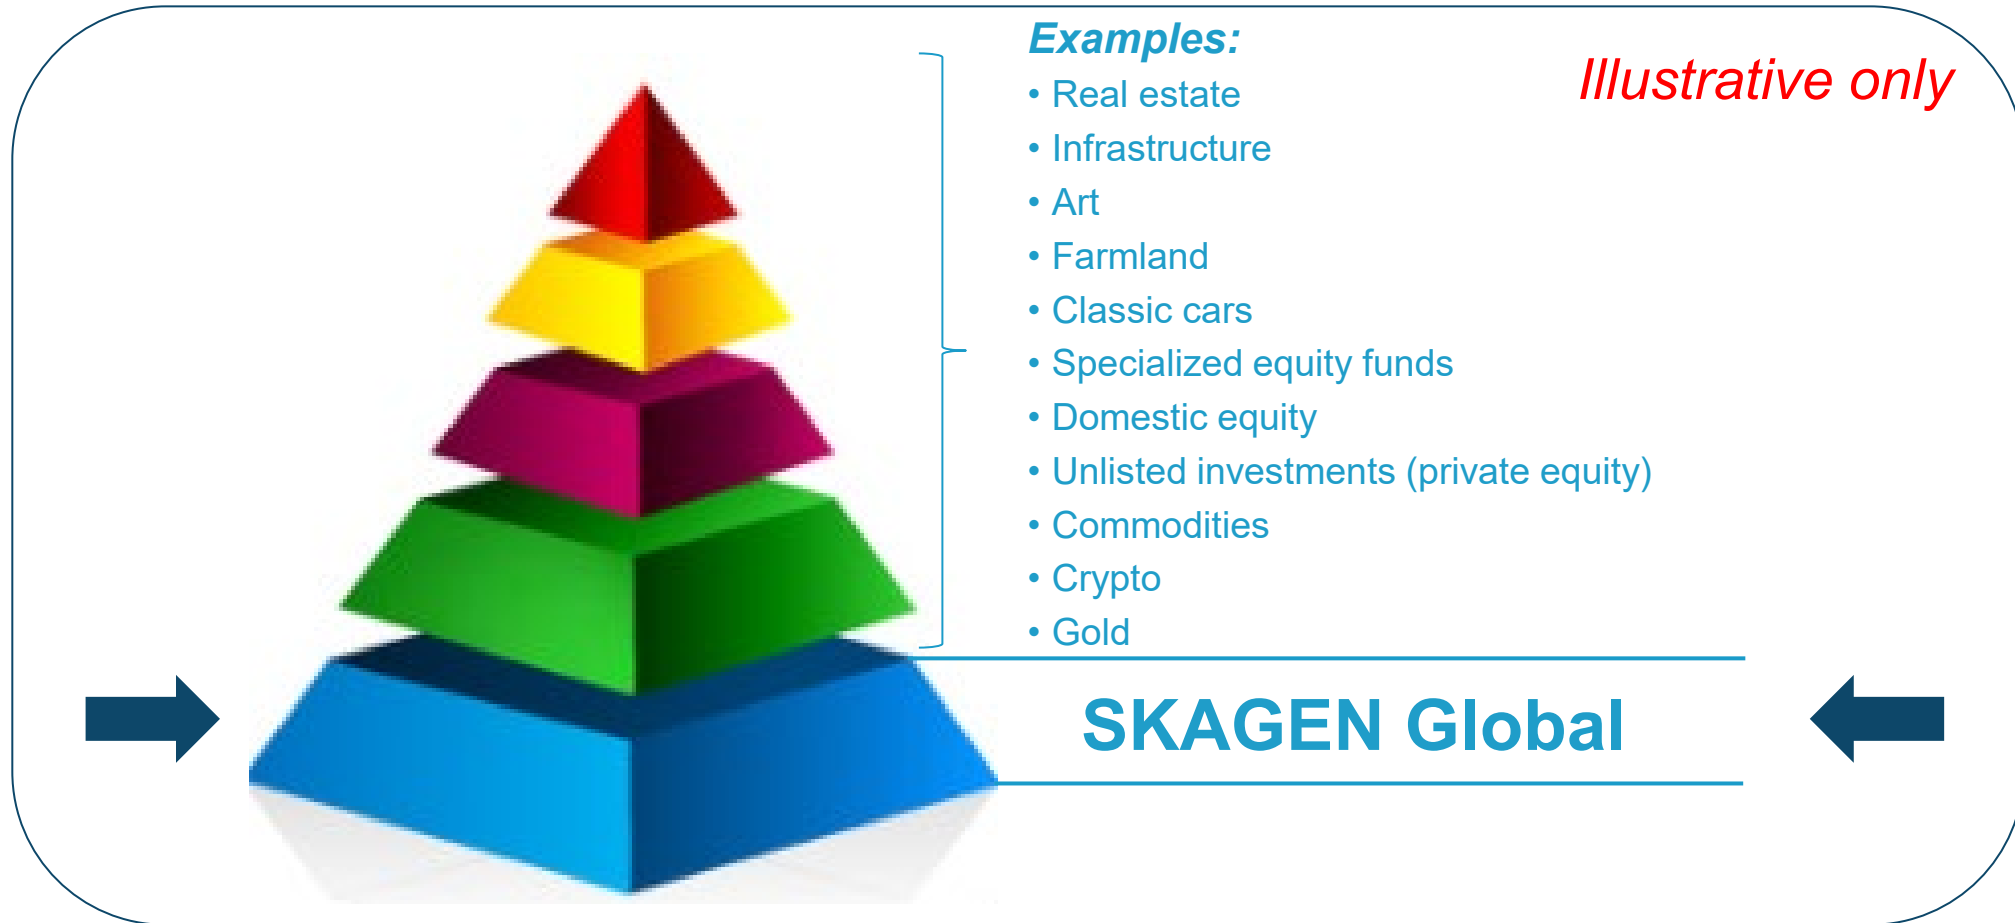 Examples:
Illustrative only
• Real estate
• Infrastructure
• Art
• Farmland
• Classic cars
• Specialized equity funds
• Domestic equity
• Unlisted investments (private equity)
• Commodities
• Crypto
• Gold
SKAGEN Global